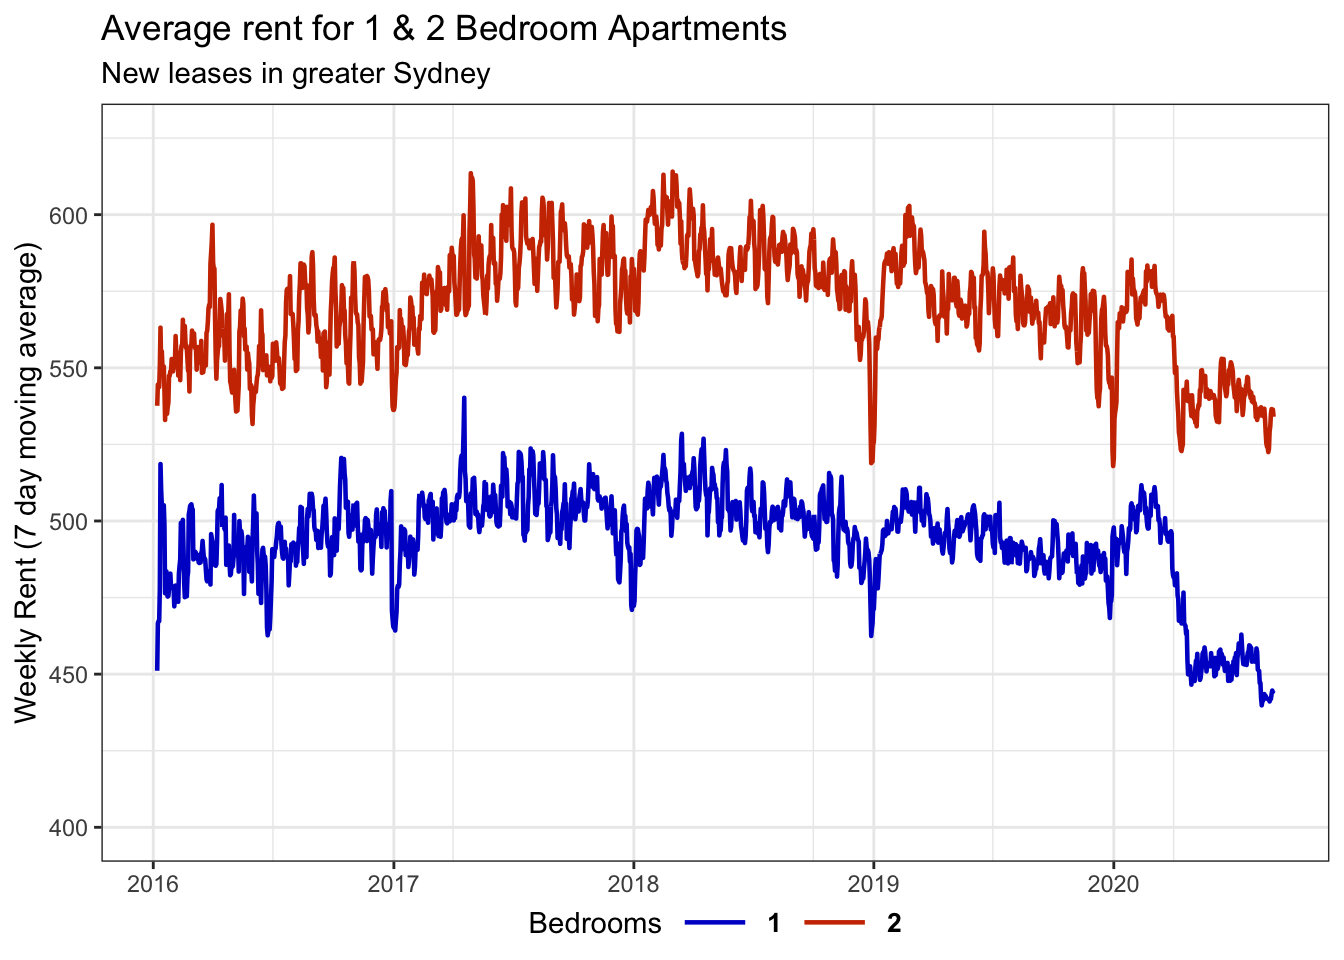 Average rent for 1 & 2 Bedroom Apartments
New leases in greater Sydney
Weekly Rent (7 day moving average)
600
550
500
450
400
2016 2017 2018 2019 2020
Bedrooms 1 2